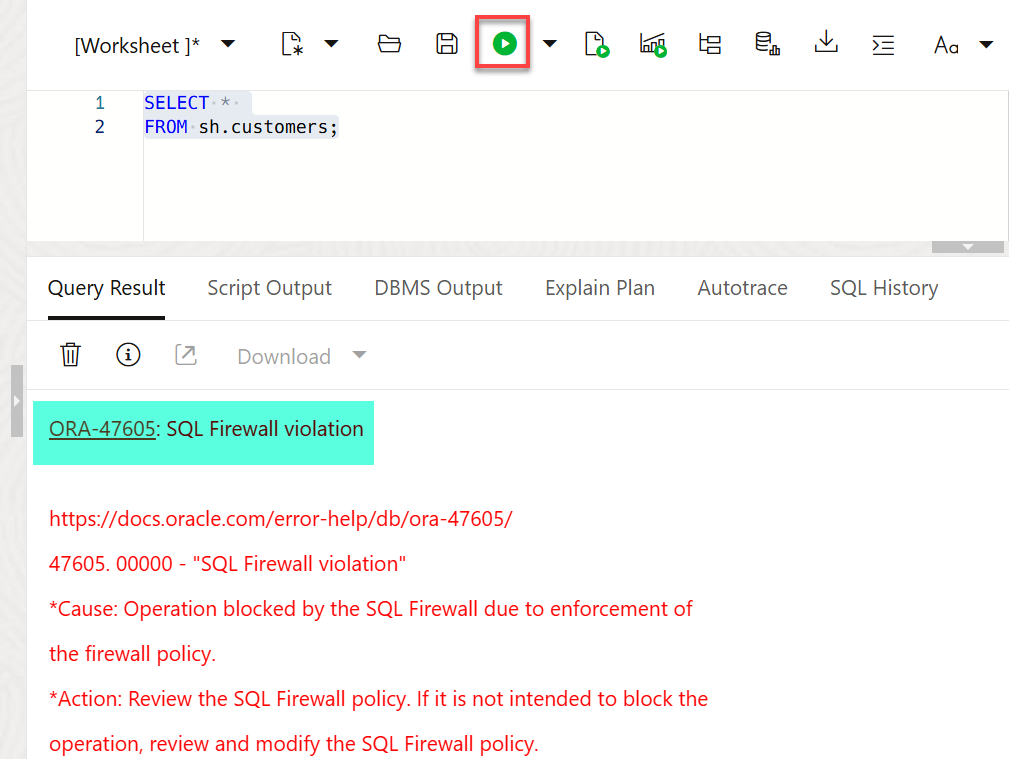 [Worksheet ]*
Aa
1 SELECT *
2 FROM sh.customers;
Query Result Script Output DBMS Output Explain Plan Autotrace SQL History
Download
ORA-47605: SQL Firewall violation
https://docs.oracle.com/error-help/db/ora-47605/
47605. 00000 - "SQL Firewall violation"
*Cause: Operation blocked by the SQL Firewall due to enforcement of
the firewall policy.
*Action: Review the SQL Firewall policy. If it is not intended to block the
operation, review and modify the SQL Firewall policy.